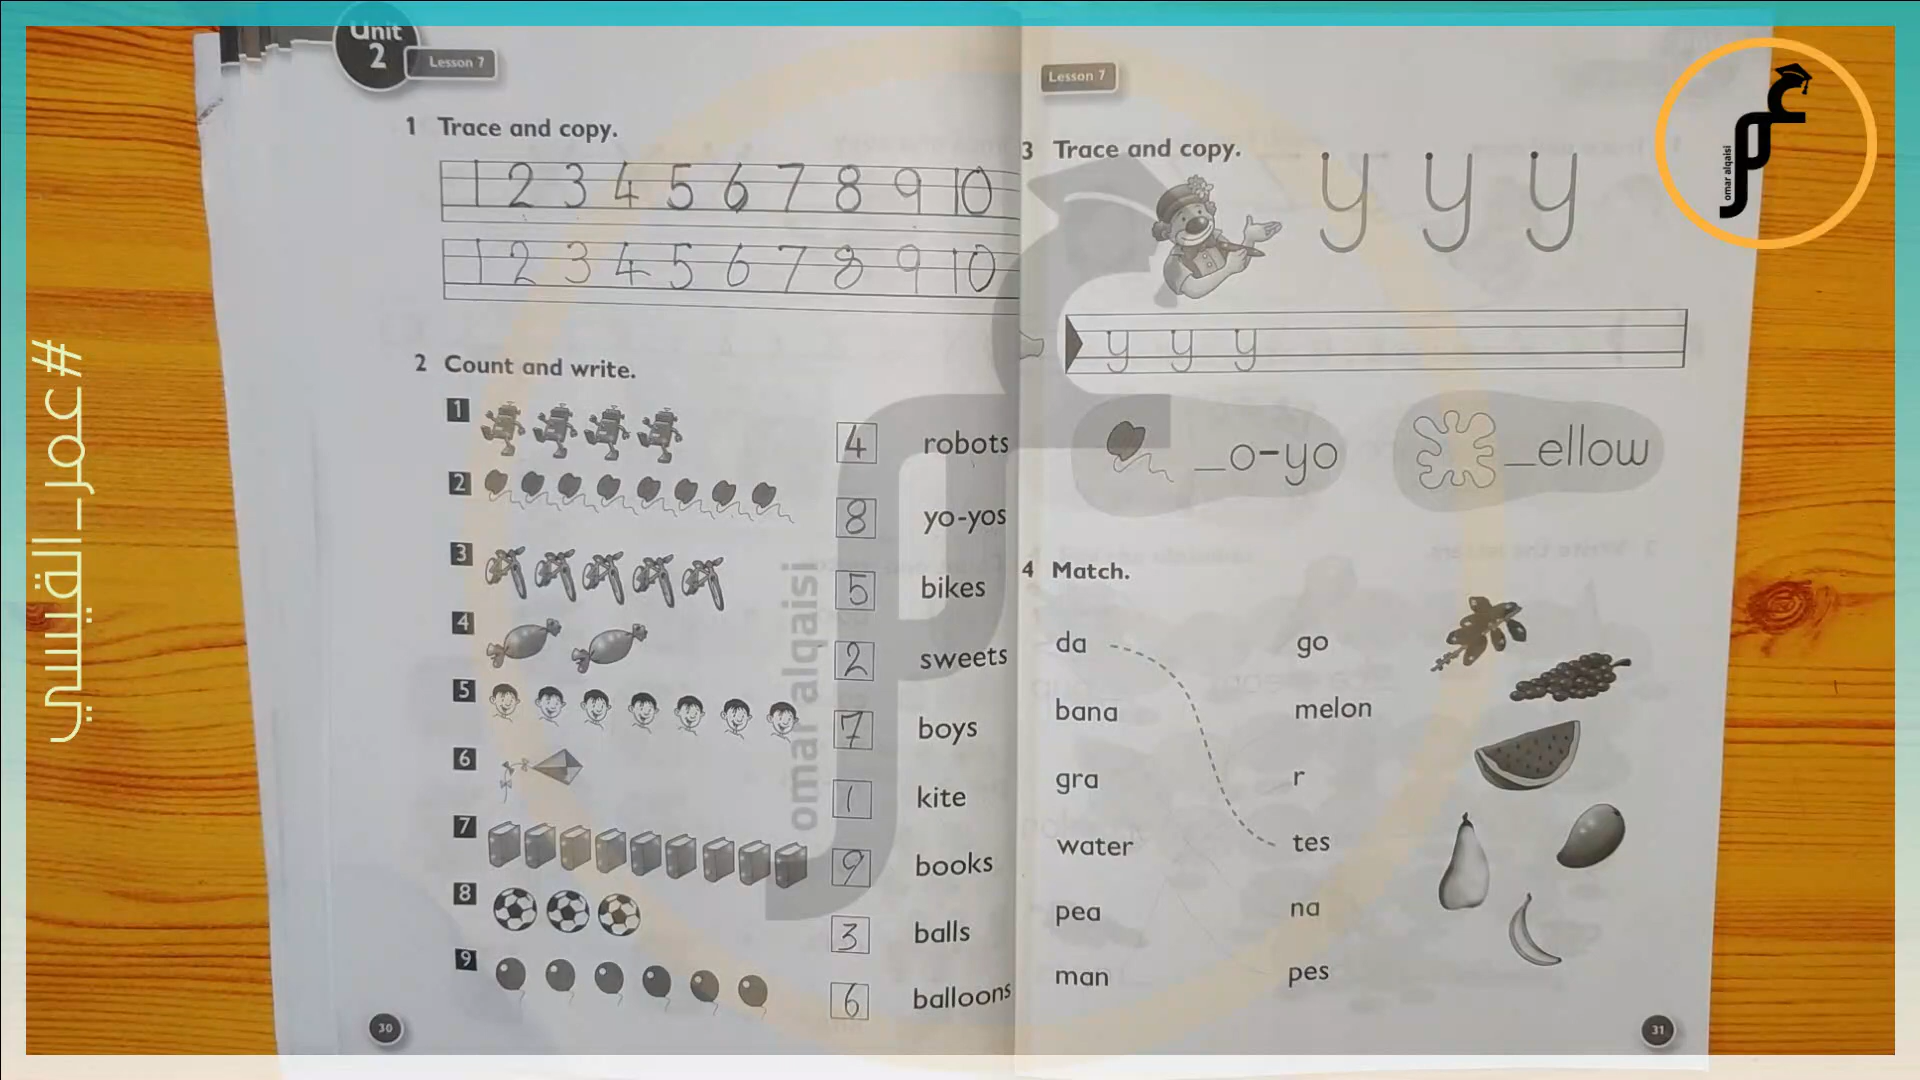 Unit
2
Lesson 7
1 Trace and copy.
1 2 3 4 5 6 7 8 9 10
1 2 3 4 5 6 7 8 9 10
2 Count and write.
1 4 robots
2 8 yo-yos
3 5 bikes
4 2 sweets
5 7 boys
6 1 kite
7 9 books
8 3 balls
9 6 balloons
30
Lesson 7
3 Trace and copy.
y y y
y y y
_o-yo _ellow
4 Match.
da go
bana melon
gra r
water tes
pea na
man pes
31
#عمر_القيسي
عمر
omar alqaisi
omar alqaisi